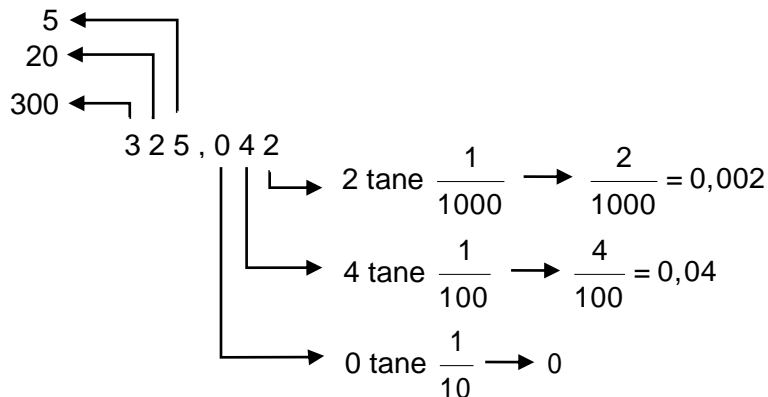 5
20
300
3 2 5 , 0 4 2
2 tane 1/1000 → 2/1000 = 0,002
4 tane 1/100 → 4/100 = 0,04
0 tane 1/10 → 0